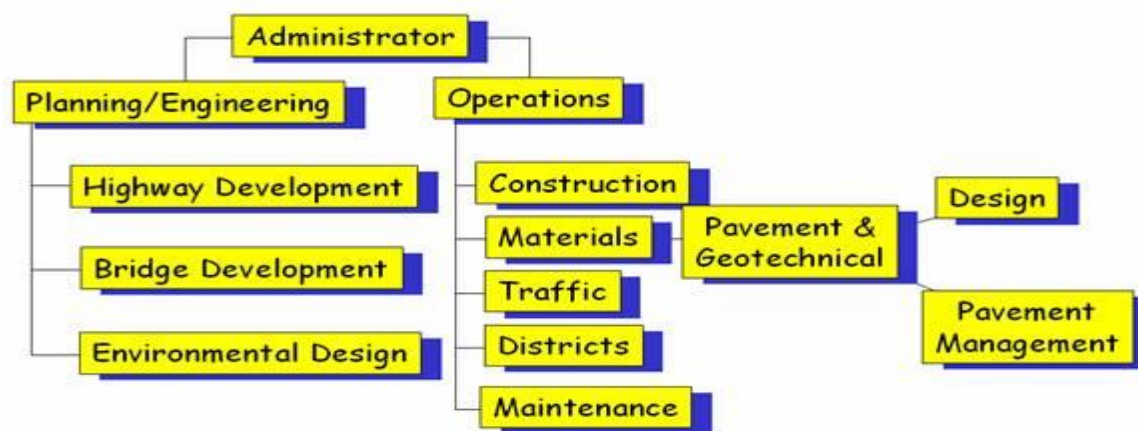 Administrator
Planning/Engineering
Operations
Highway Development
Bridge Development
Environmental Design
Construction
Materials
Traffic
Districts
Maintenance
Pavement &
Geotechnical
Design
Pavement
Management